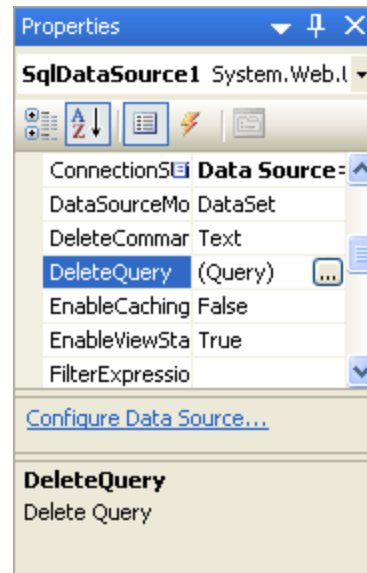 Properties
SqlDataSource1 System.Web.U
ConnectionSt Data Source=
DataSourceMo DataSet
DeleteCommar Text
DeleteQuery (Query) ...
EnableCaching False
EnableViewSta True
FilterExpressio
Configure Data Source...
DeleteQuery
Delete Query